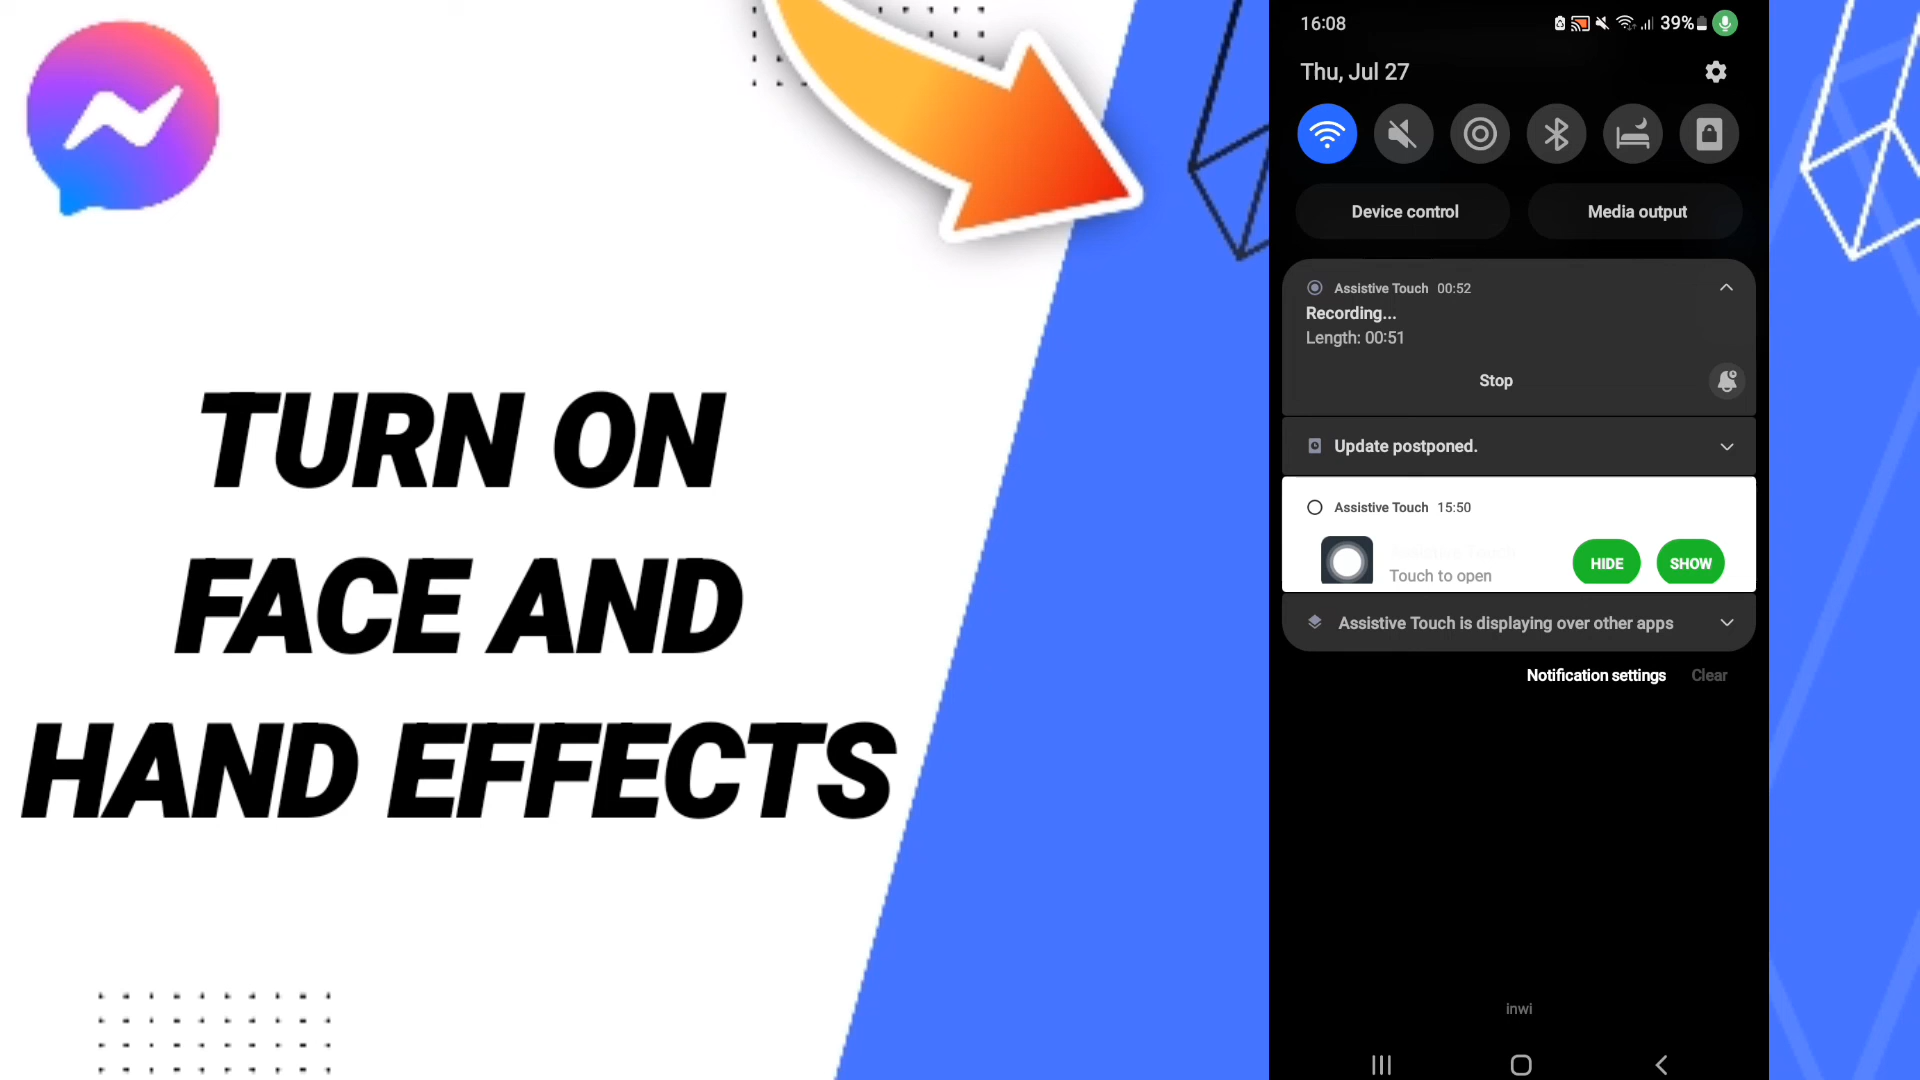 TURN ON
FACE AND
HAND EFFECTS
16:08
39%
Thu, Jul 27
Device control
Media output
Assistive Touch 00:52
Recording...
Length: 00:51
Stop
Update postponed.
Assistive Touch 15:50
Assistive Touch
Touch to open
HIDE
SHOW
Assistive Touch is displaying over other apps
Notification settings
Clear
inwi